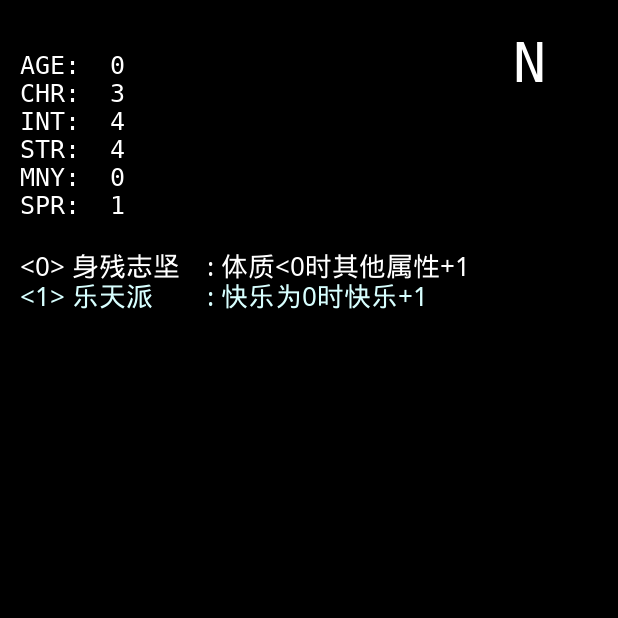 N
AGE: 0
CHR: 3
INT: 4
STR: 4
MNY: 0
SPR: 1
<0> 身残志坚 : 体质<0时其他属性+1
<1> 乐天派 : 快乐为0时快乐+1